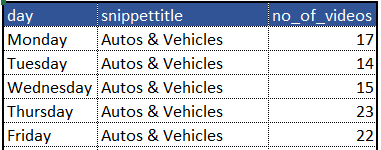 day snippettitle no_of_videos
Monday Autos & Vehicles 17
Tuesday Autos & Vehicles 14
Wednesday Autos & Vehicles 15
Thursday Autos & Vehicles 23
Friday Autos & Vehicles 22